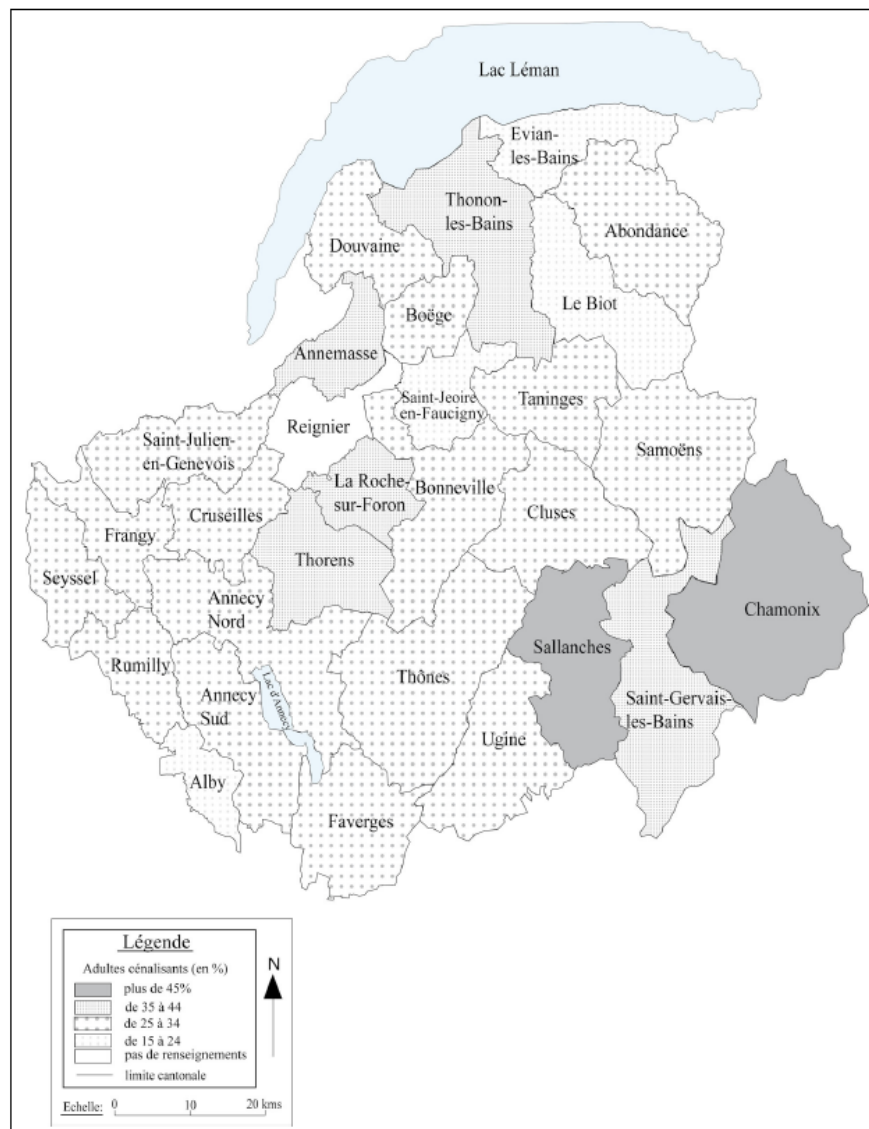 Lac Léman
Evian-
les-Bains
Thonon-
les-Bains
Abondance
Douvaine
Le Biot
Boëge
Annemasse
Saint-Jeoire
en-Faucigny
Taninges
Reignier
Saint-Julien-
en-Genevois
Samoëns
La Roche-
sur-Foron
Bonneville
Cruseilles
Cluses
Frangy
Thorens
Seyssel
Annecy
Nord
Chamonix
Sallanches
Rumilly
Thônes
Lac d'Annecy
Annecy
Sud
Saint-Gervais-
les-Bains
Ugine
Alby
Faverges
Légende
Adultes cénalisants (en %)
plus de 45%
de 35 à 44
de 25 à 34
de 15 à 24
pas de renseignements
limite cantonale
N
Echelle: 0 10 20 kms